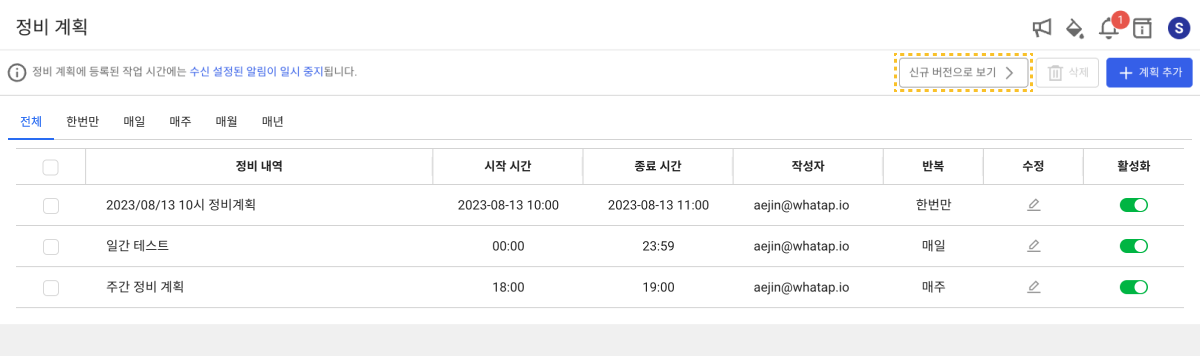 정비 계획
1
S
정비 계획에 등록된 작업 시간에는 수신 설정된 알림이 일시 중지됩니다.
신규 버전으로 보기
삭제
계획 추가
전체 한번만 매일 매주 매월 매년
정비 내역 시작 시간 종료 시간 작성자 반복 수정 활성화
2023/08/13 10시 정비계획 2023-08-13 10:00 2023-08-13 11:00 aejin@whatap.io 한번만
일간 테스트 00:00 23:59 aejin@whatap.io 매일
주간 정비 계획 18:00 19:00 aejin@whatap.io 매주